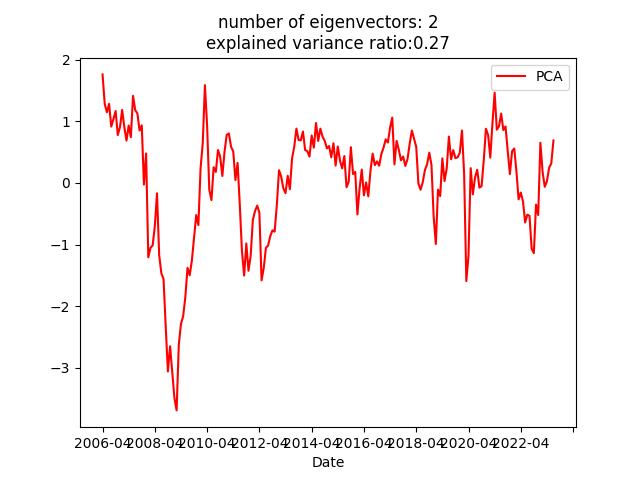 number of eigenvectors: 2
explained variance ratio:0.27
PCA
2
1
0
−1
−2
−3
2006-04 2008-04 2010-04 2012-04 2014-04 2016-04 2018-04 2020-04 2022-04
Date